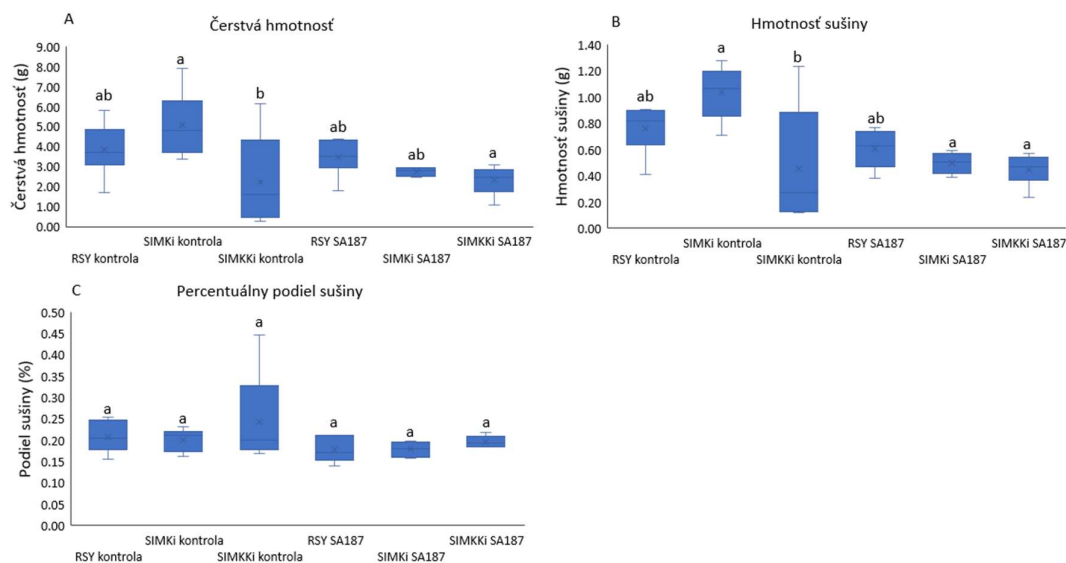 A
Čerstvá hmotnosť
Čerstvá hmotnosť (g)
9.00
8.00
7.00
6.00
5.00
4.00
3.00
2.00
1.00
0.00
ab
a
b
ab
ab
a
RSY kontrola
SIMKi kontrola
SIMKKi kontrola
RSY SA187
SIMKi SA187
SIMKKi SA187
B
Hmotnosť sušiny
Hmotnosť sušiny (g)
1.40
1.20
1.00
0.80
0.60
0.40
0.20
0.00
ab
a
b
ab
a
a
RSY kontrola
SIMKi kontrola
SIMKKi kontrola
RSY SA187
SIMKi SA187
SIMKKi SA187
C
Percentuálny podiel sušiny
Podiel sušiny (%)
0.50
0.45
0.40
0.35
0.30
0.25
0.20
0.15
0.10
0.05
0.00
a
a
a
a
a
a
RSY kontrola
SIMKi kontrola
SIMKKi kontrola
RSY SA187
SIMKi SA187
SIMKKi SA187